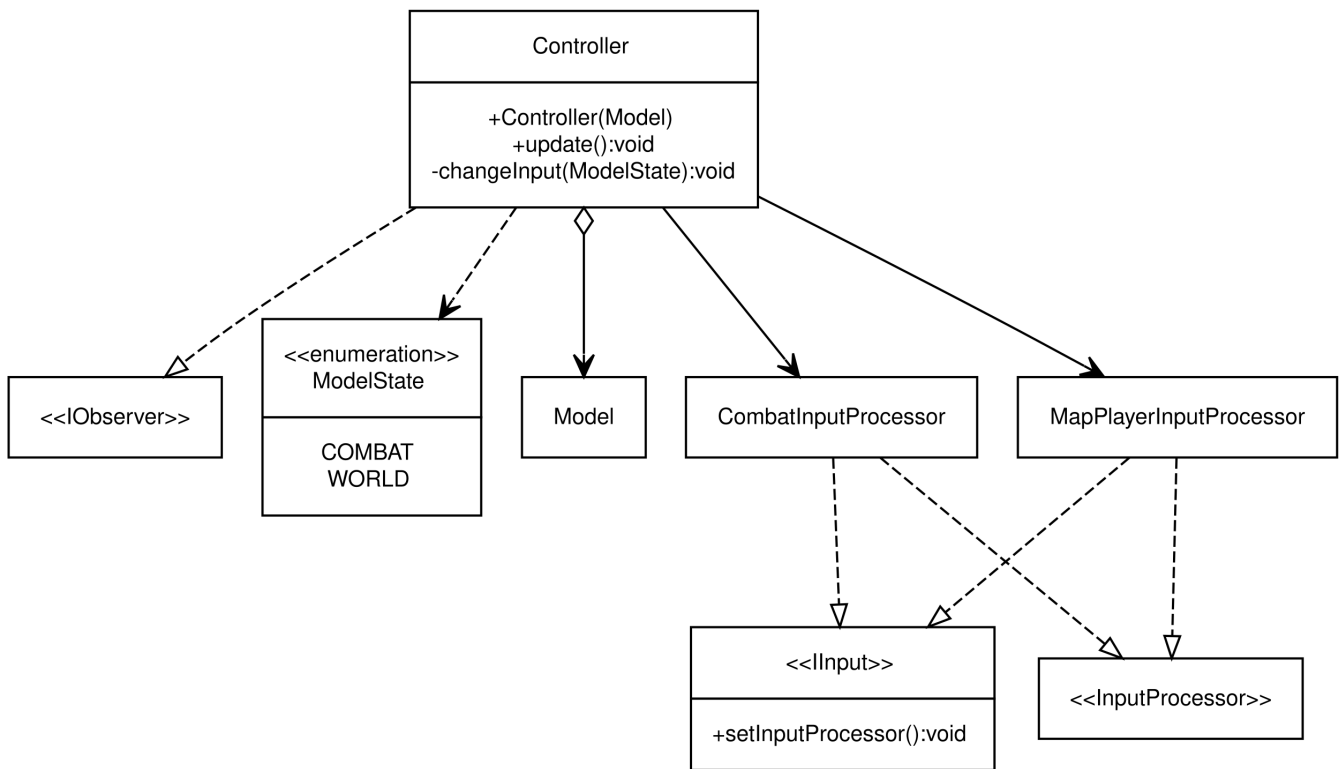 Controller
+Controller(Model)
+update():void
-changeInput(ModelState):void
<<IObserver>>
<<enumeration>>
ModelState
COMBAT
WORLD
Model
CombatInputProcessor
MapPlayerInputProcessor
<<IInput>>
+setInputProcessor():void
<<InputProcessor>>